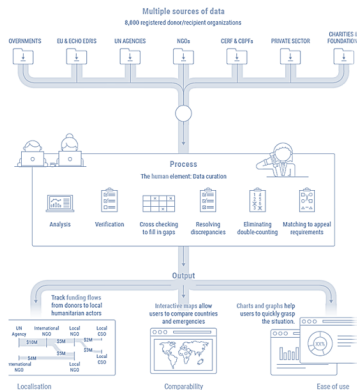 Multiple sources of data
8,800 registered donor/recipient organizations
OVERNMENTS
EU & ECHO EDRIS
UN AGENCIES
NGOs
CERF & CBPFs
PRIVATE SECTOR
CHARITIES &
FOUNDATION
Process
The human element: Data curation
Analysis
Verification
Cross checking
to fill in gaps
Resolving
discrepancies
Eliminating
double-counting
Matching to appeal
requirements
Output
Track funding flows
from donors to local
humanitarian actors
Interactive maps allow
users to compare countries
and emergencies
Charts and graphs help
users to quickly grasp
the situation.
UN
Agency
International
NGO
Local
NGO
Local
CSO
$10M
$5M
$2M
$4M
$5M
International
NGO
Local
NGO
Local
CSO
Localisation
Comparability
Ease of use